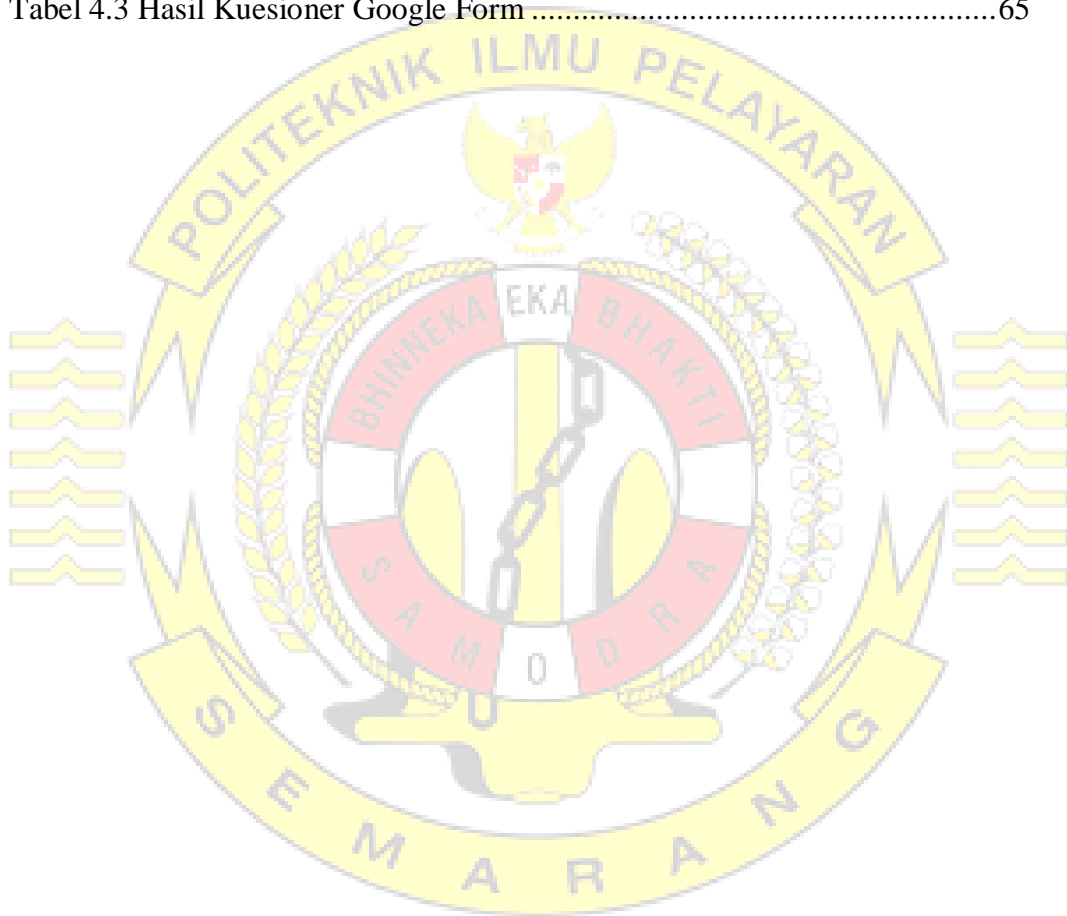 Tabel 4.3 Hasil Kuesioner Google Form ........................................................65
POLITEKNIK ILMU PELAYARAN
BHINNEKA EKA BHAKTI
SAMODRA
SEMARANG